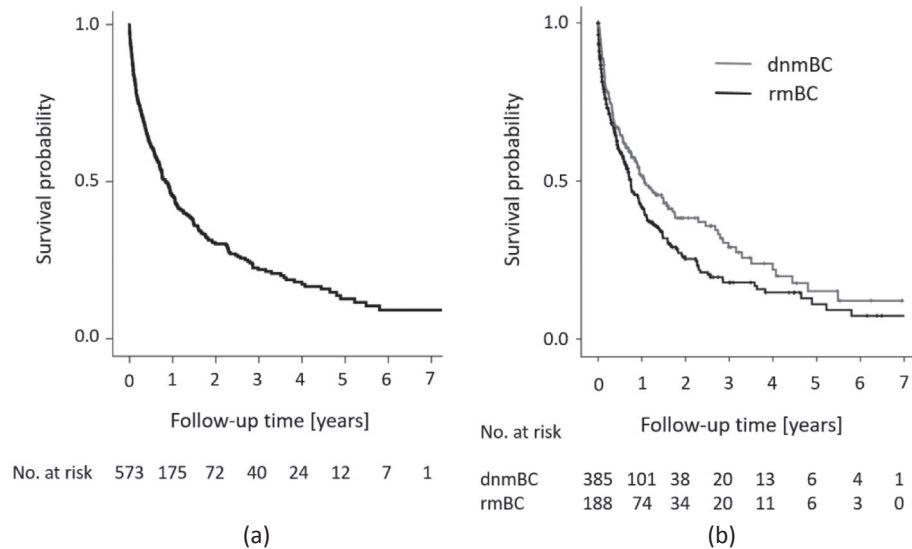 1.0
0.5
0.0
Survival probability
0 1 2 3 4 5 6 7
Follow-up time [years]
No. at risk 573 175 72 40 24 12 7 1
(a)
1.0
0.5
0.0
Survival probability
dnmBC
rmBC
0 1 2 3 4 5 6 7
Follow-up time [years]
No. at risk
dnmBC 385 101 38 20 13 6 4 1
rmBC 188 74 34 20 11 6 3 0
(b)